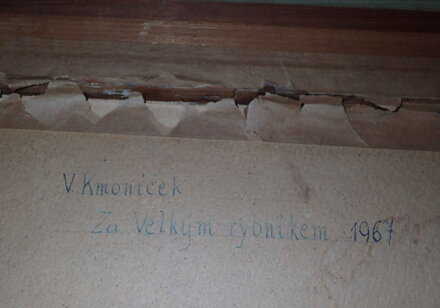 V. Kmoníček
Za Velkým rybníkem 1967